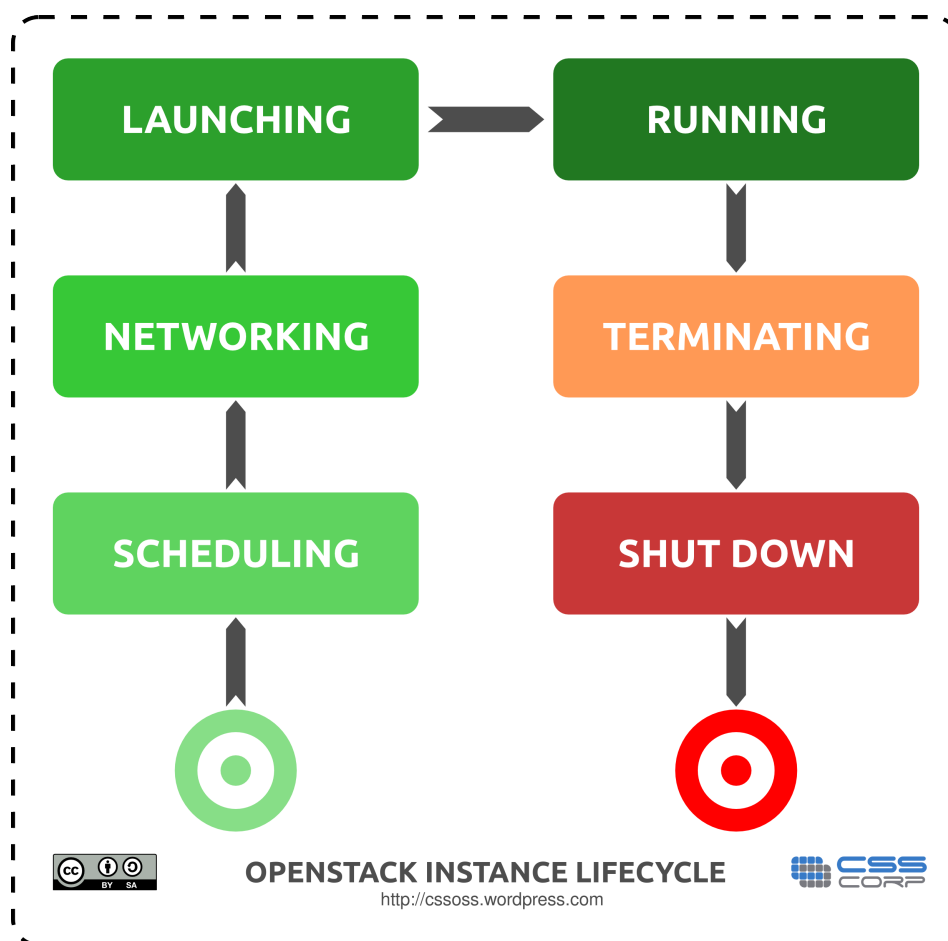 LAUNCHING
RUNNING
NETWORKING
TERMINATING
SCHEDULING
SHUT DOWN
cc
BY SA
OPENSTACK INSTANCE LIFECYCLE
http://cssoss.wordpress.com
CSS
CORP